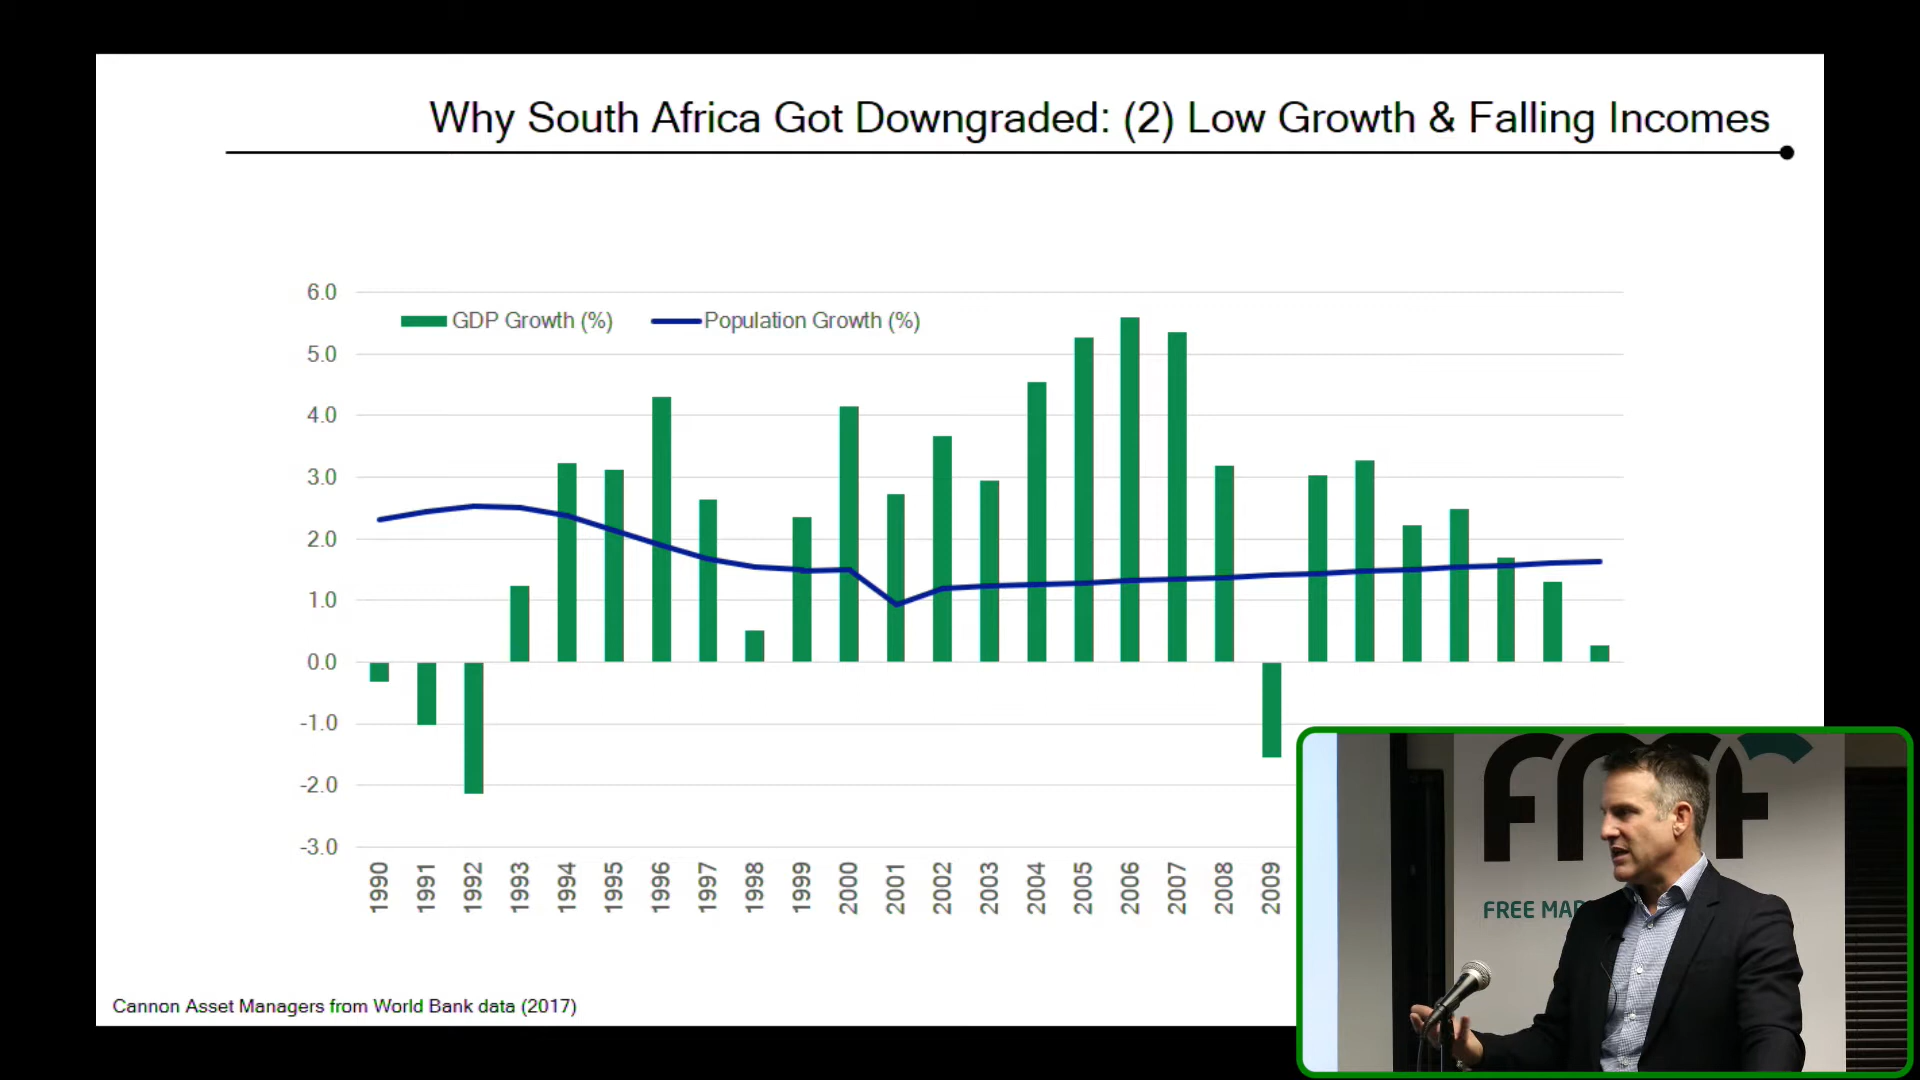 Why South Africa Got Downgraded: (2) Low Growth & Falling Incomes
6.0
GDP Growth (%)
Population Growth (%)
5.0
4.0
3.0
2.0
1.0
0.0
-1.0
-2.0
-3.0
1990 1991 1992 1993 1994 1995 1996 1997 1998 1999 2000 2001 2002 2003 2004 2005 2006 2007 2008 2009
Cannon Asset Managers from World Bank data (2017)
fmf
FREE